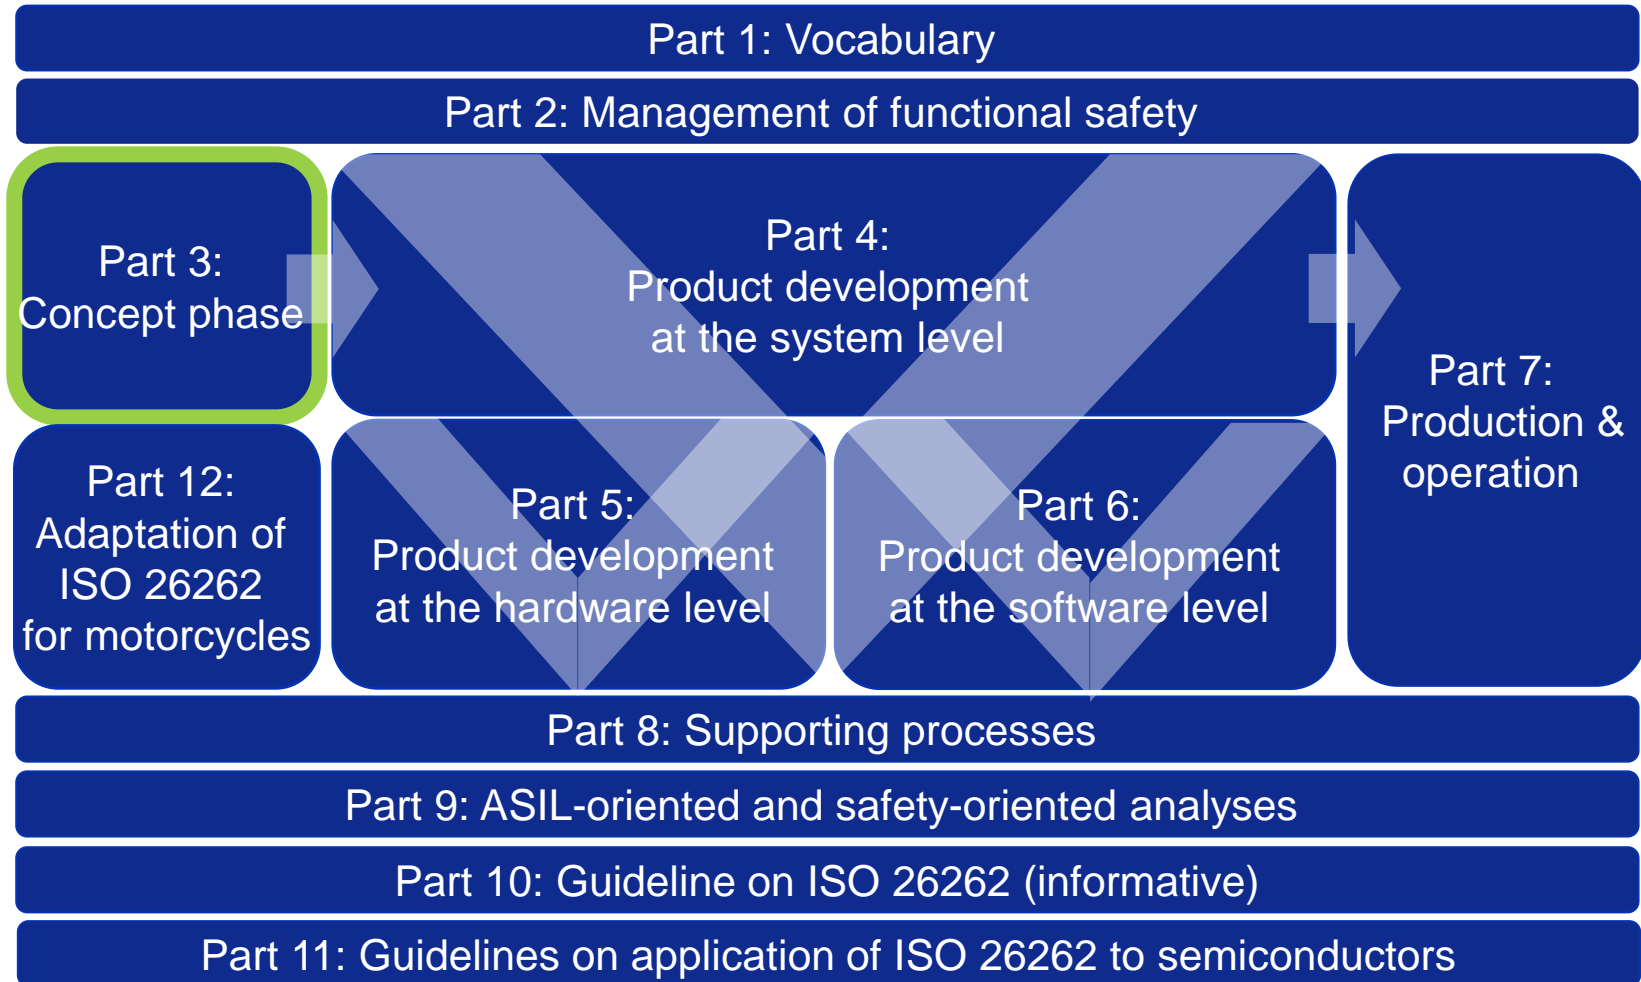 Part 1: Vocabulary
Part 2: Management of functional safety
Part 3:
Concept phase
Part 4:
Product development
at the system level
Part 7:
Production &
operation
Part 12:
Adaptation of
ISO 26262
for motorcycles
Part 5:
Product development
at the hardware level
Part 6:
Product development
at the software level
Part 8: Supporting processes
Part 9: ASIL-oriented and safety-oriented analyses
Part 10: Guideline on ISO 26262 (informative)
Part 11: Guidelines on application of ISO 26262 to semiconductors